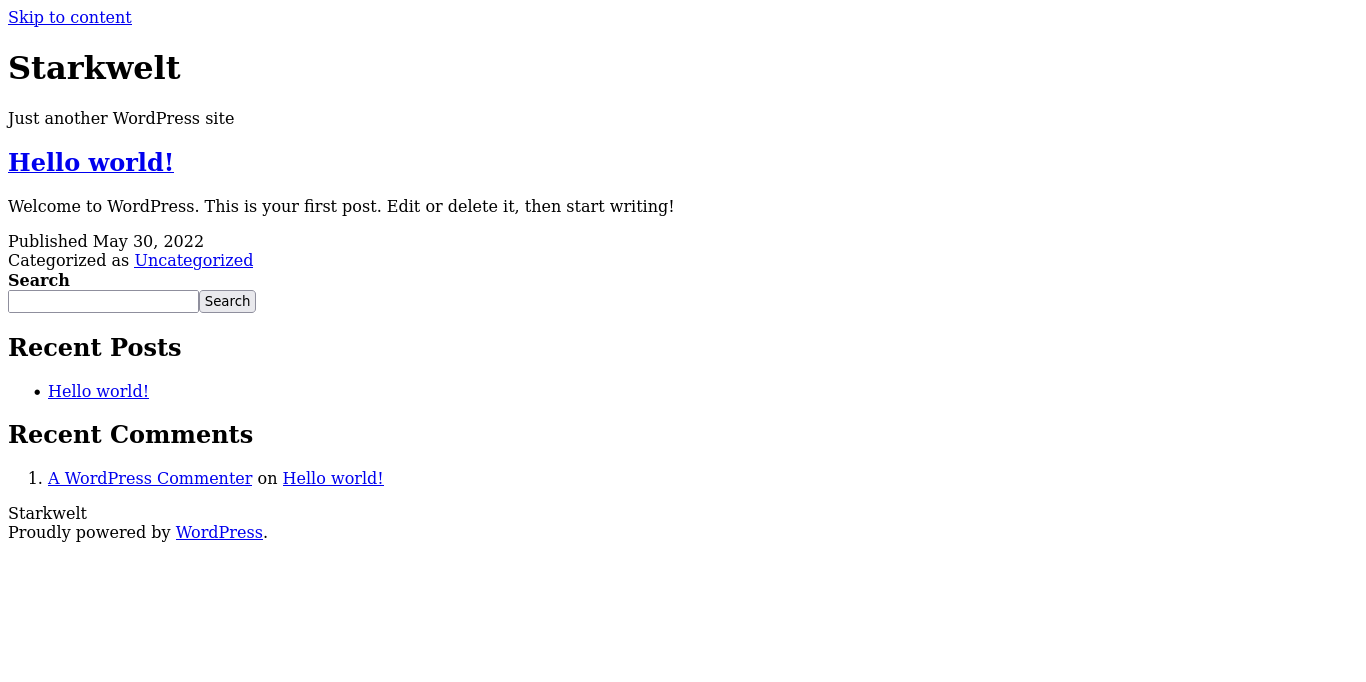 Skip to content
Starkwelt
Just another WordPress site
Hello world!
Welcome to WordPress. This is your first post. Edit or delete it, then start writing!
Published May 30, 2022
Categorized as Uncategorized
Search
Search
Recent Posts
• Hello world!
Recent Comments
1. A WordPress Commenter on Hello world!
Starkwelt
Proudly powered by WordPress.